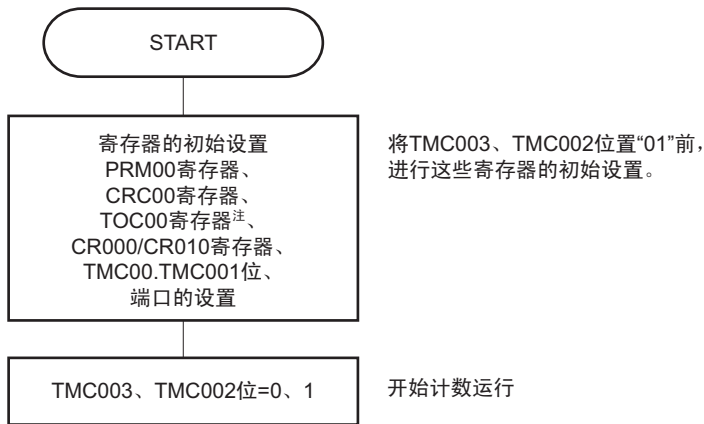 START
寄存器的初始设置
PRM00寄存器、
CRC00寄存器、
TOC00寄存器注、
CR000/CR010寄存器、
TMC00.TMC001位、
端口的设置
将TMC003、TMC002位置“01”前，
进行这些寄存器的初始设置。
TMC003、TMC002位=0、1
开始计数运行